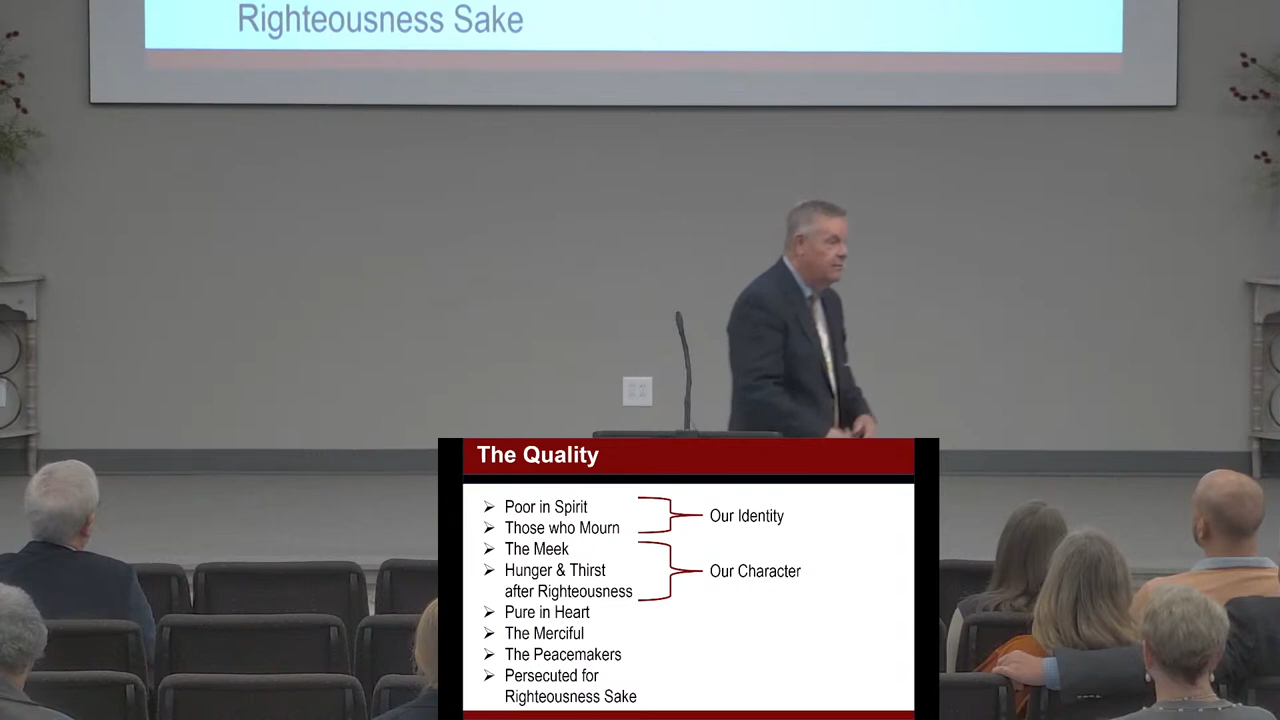 Righteousness Sake
The Quality
➢ Poor in Spirit
➢ Those who Mourn
Our Identity
➢ The Meek
➢ Hunger & Thirst
after Righteousness
Our Character
➢ Pure in Heart
➢ The Merciful
➢ The Peacemakers
➢ Persecuted for
Righteousness Sake